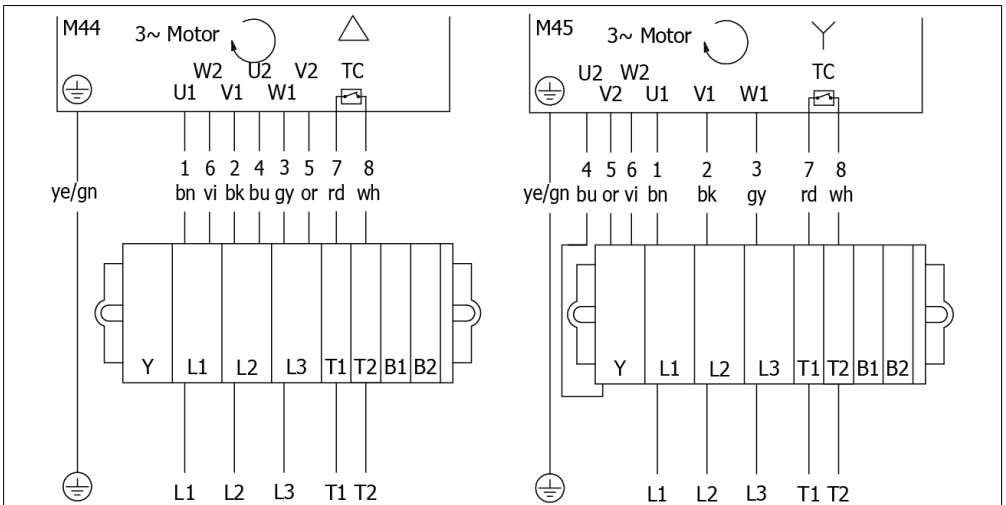 M44
3~ Motor
W2 U2 V2 TC
U1 V1 W1
1 6 2 4 3 5 7 8
ye/gn bn vi bk bu gy or rd wh
Y L1 L2 L3 T1 T2 B1 B2
L1 L2 L3 T1 T2
M45
3~ Motor
U2 W2 TC
V2 U1 V1 W1
4 5 6 1 2 3 7 8
ye/gn bu or vi bn bk gy rd wh
Y L1 L2 L3 T1 T2 B1 B2
L1 L2 L3 T1 T2